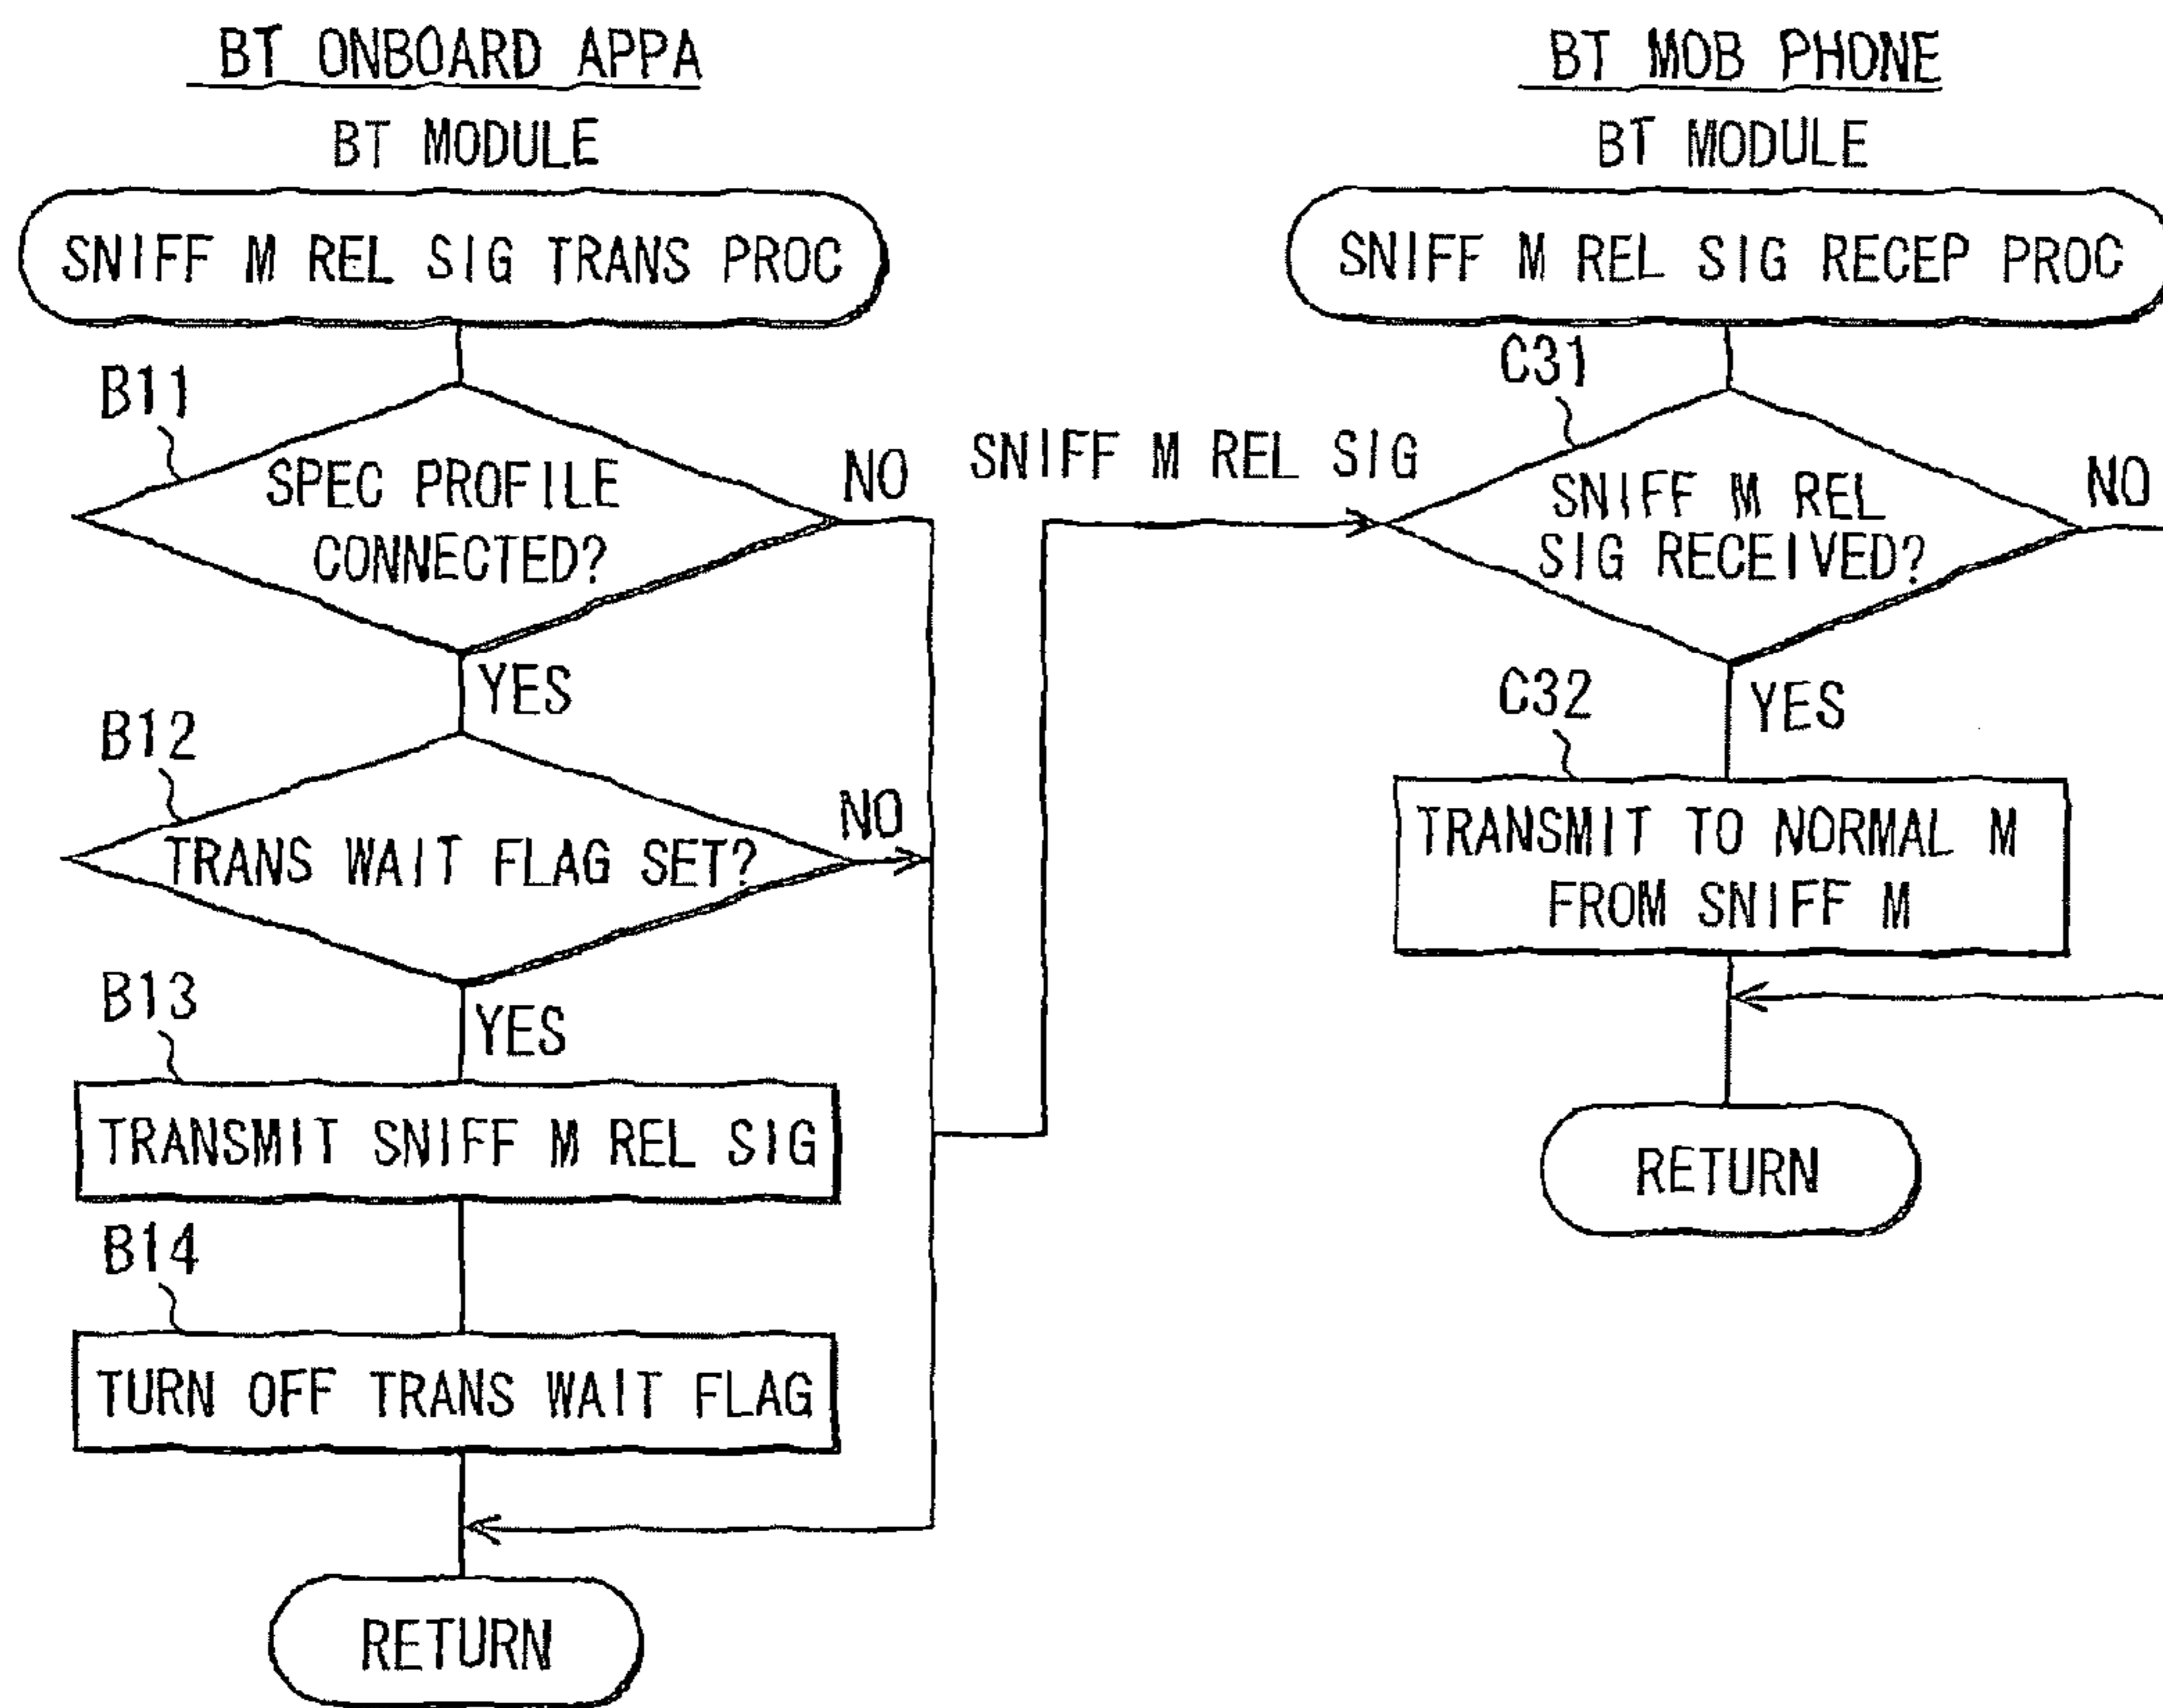 BT ONBOARD APPA
BT MODULE
SNIFF M REL SIG TRANS PROC
B11
SPEC PROFILE
CONNECTED?
NO
YES
B12
TRANS WAIT FLAG SET?
NO
YES
B13
TRANSMIT SNIFF M REL SIG
B14
TURN OFF TRANS WAIT FLAG
RETURN
SNIFF M REL SIG
BT MOB PHONE
BT MODULE
SNIFF M REL SIG RECEP PROC
C31
SNIFF M REL
SIG RECEIVED?
NO
YES
C32
TRANSMIT TO NORMAL M
FROM SNIFF M
RETURN